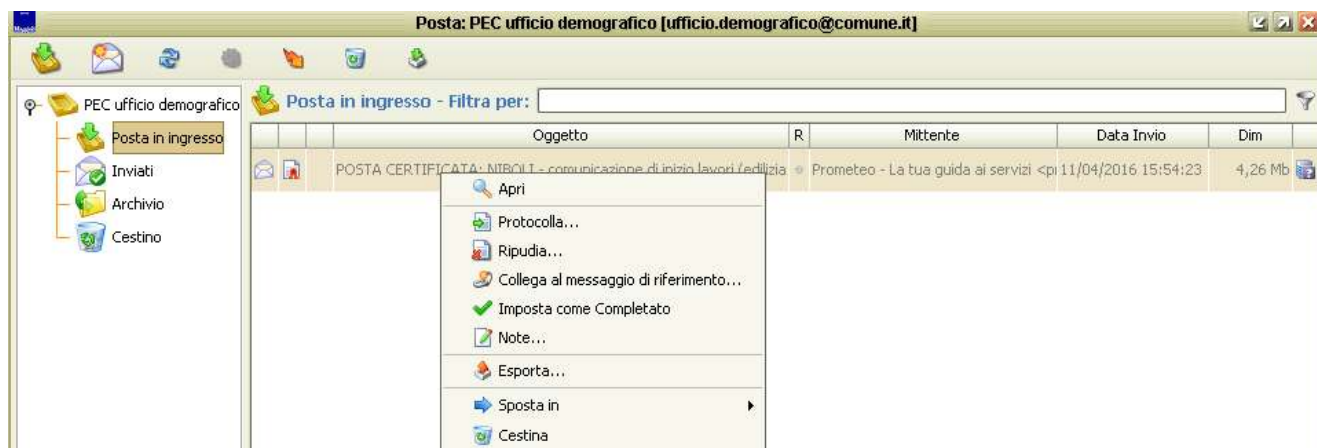 Posta: PEC ufficio demografico [ufficio.demografico@comune.it]
PEC ufficio demografico
Posta in ingresso
Inviati
Archivio
Cestino
Posta in ingresso - Filtra per:
Oggetto R Mittente Data Invio Dim
POSTA CERTIFICATA: NIBOLI - comunicazione di inizio lavori (edilizia Prometeo - La tua guida ai servizi <pr 11/04/2016 15:54:23 4,26 Mb
Apri
Protocolla...
Ripudia...
Collega al messaggio di riferimento...
Imposta come Completato
Note...
Esporta...
Sposta in
Cestina